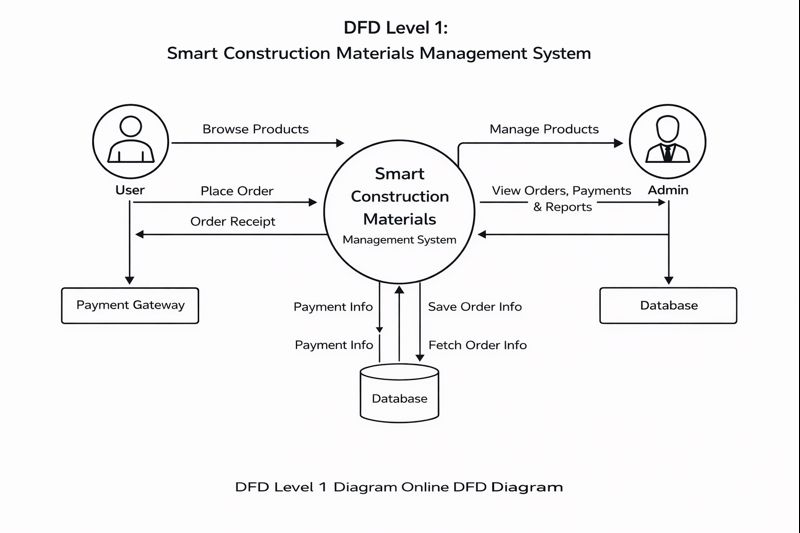 DFD Level 1:
Smart Construction Materials Management System
Browse Products
Manage Products
Smart
Construction
Materials
Management System
User
Admin
Place Order
View Orders, Payments
& Reports
Order Receipt
Payment Gateway
Database
Payment Info
Save Order Info
Payment Info
Fetch Order Info
Database
DFD Level 1 Diagram Online DFD Diagram